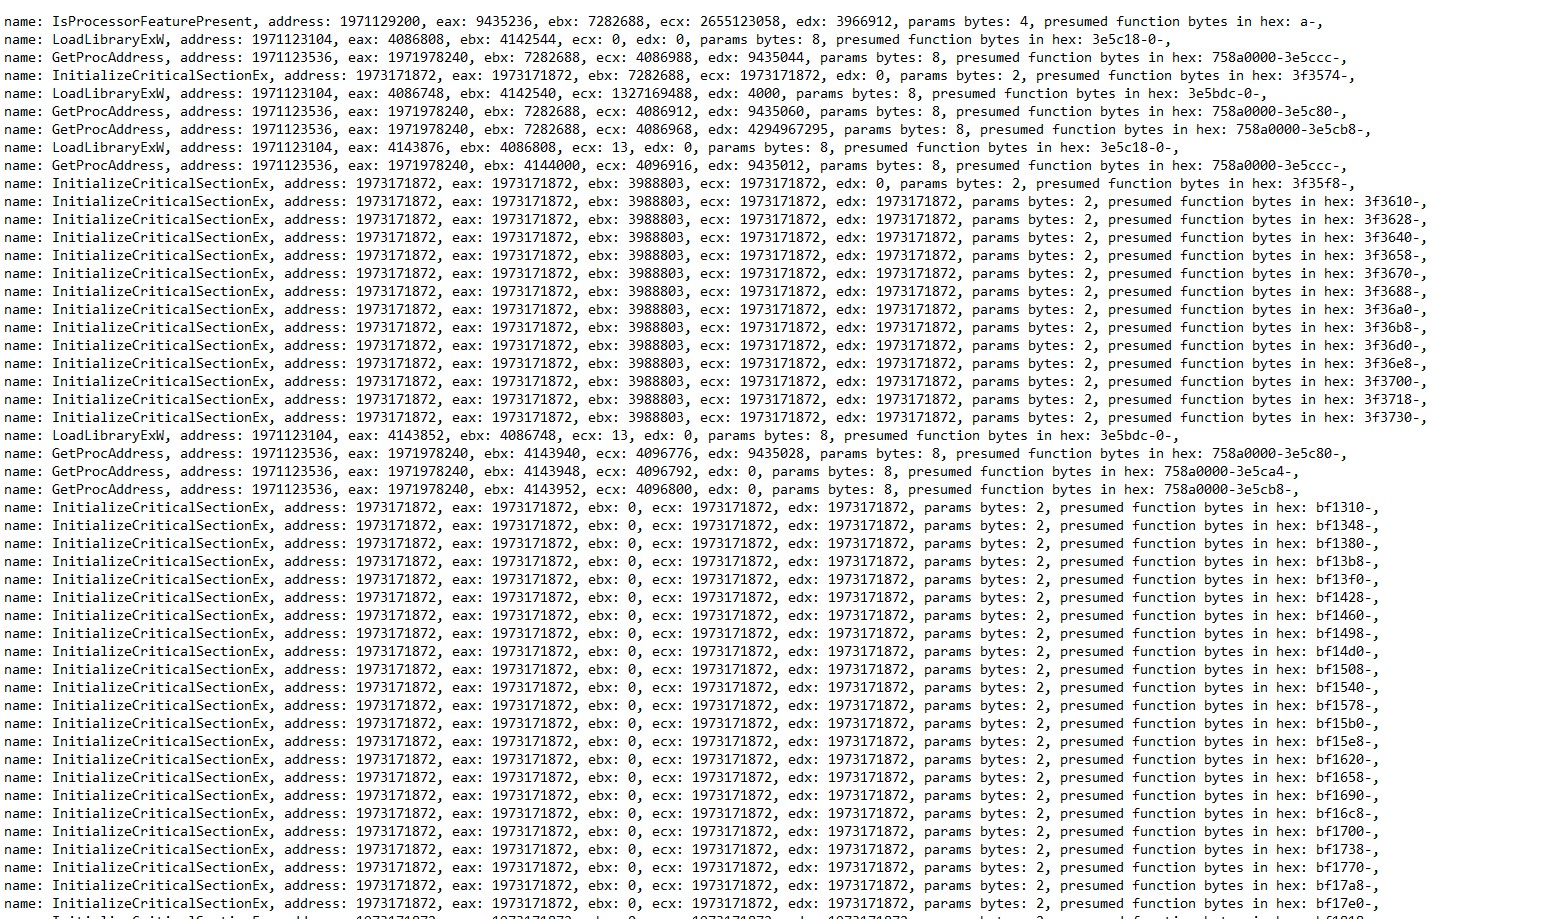 name: IsProcessorFeaturePresent, address: 1971129200, eax: 9435236, ebx: 7282688, ecx: 2655123058, edx: 3966912, params bytes: 4, presumed function bytes in hex: a-,
name: LoadLibraryExW, address: 1971123104, eax: 4086808, ebx: 4142544, ecx: 0, edx: 0, params bytes: 8, presumed function bytes in hex: 3e5c18-0-,
name: GetProcAddress, address: 1971123536, eax: 1971978240, ebx: 7282688, ecx: 4086988, edx: 9435044, params bytes: 8, presumed function bytes in hex: 758a0000-3e5ccc-,
name: InitializeCriticalSectionEx, address: 1973171872, eax: 1973171872, ebx: 7282688, ecx: 1973171872, edx: 0, params bytes: 2, presumed function bytes in hex: 3f3574-,
name: LoadLibraryExW, address: 1971123104, eax: 4086748, ebx: 4142540, ecx: 1327169488, edx: 4000, params bytes: 8, presumed function bytes in hex: 3e5bdc-0-,
name: GetProcAddress, address: 1971123536, eax: 1971978240, ebx: 7282688, ecx: 4086912, edx: 9435060, params bytes: 8, presumed function bytes in hex: 758a0000-3e5c80-,
name: GetProcAddress, address: 1971123536, eax: 1971978240, ebx: 7282688, ecx: 4086968, edx: 4294967295, params bytes: 8, presumed function bytes in hex: 758a0000-3e5cb8-,
name: LoadLibraryExW, address: 1971123104, eax: 4143876, ebx: 4086808, ecx: 13, edx: 0, params bytes: 8, presumed function bytes in hex: 3e5c18-0-,
name: GetProcAddress, address: 1971123536, eax: 1971978240, ebx: 4144000, ecx: 4096916, edx: 9435012, params bytes: 8, presumed function bytes in hex: 758a0000-3e5ccc-,
name: InitializeCriticalSectionEx, address: 1973171872, eax: 1973171872, ebx: 3988803, ecx: 1973171872, edx: 0, params bytes: 2, presumed function bytes in hex: 3f35f8-,
name: InitializeCriticalSectionEx, address: 1973171872, eax: 1973171872, ebx: 3988803, ecx: 1973171872, edx: 1973171872, params bytes: 2, presumed function bytes in hex: 3f3610-,
name: InitializeCriticalSectionEx, address: 1973171872, eax: 1973171872, ebx: 3988803, ecx: 1973171872, edx: 1973171872, params bytes: 2, presumed function bytes in hex: 3f3628-,
name: InitializeCriticalSectionEx, address: 1973171872, eax: 1973171872, ebx: 3988803, ecx: 1973171872, edx: 1973171872, params bytes: 2, presumed function bytes in hex: 3f3640-,
name: InitializeCriticalSectionEx, address: 1973171872, eax: 1973171872, ebx: 3988803, ecx: 1973171872, edx: 1973171872, params bytes: 2, presumed function bytes in hex: 3f3658-,
name: InitializeCriticalSectionEx, address: 1973171872, eax: 1973171872, ebx: 3988803, ecx: 1973171872, edx: 1973171872, params bytes: 2, presumed function bytes in hex: 3f3670-,
name: InitializeCriticalSectionEx, address: 1973171872, eax: 1973171872, ebx: 3988803, ecx: 1973171872, edx: 1973171872, params bytes: 2, presumed function bytes in hex: 3f3688-,
name: InitializeCriticalSectionEx, address: 1973171872, eax: 1973171872, ebx: 3988803, ecx: 1973171872, edx: 1973171872, params bytes: 2, presumed function bytes in hex: 3f36a0-,
name: InitializeCriticalSectionEx, address: 1973171872, eax: 1973171872, ebx: 3988803, ecx: 1973171872, edx: 1973171872, params bytes: 2, presumed function bytes in hex: 3f36b8-,
name: InitializeCriticalSectionEx, address: 1973171872, eax: 1973171872, ebx: 3988803, ecx: 1973171872, edx: 1973171872, params bytes: 2, presumed function bytes in hex: 3f36d0-,
name: InitializeCriticalSectionEx, address: 1973171872, eax: 1973171872, ebx: 3988803, ecx: 1973171872, edx: 1973171872, params bytes: 2, presumed function bytes in hex: 3f36e8-,
name: InitializeCriticalSectionEx, address: 1973171872, eax: 1973171872, ebx: 3988803, ecx: 1973171872, edx: 1973171872, params bytes: 2, presumed function bytes in hex: 3f3700-,
name: InitializeCriticalSectionEx, address: 1973171872, eax: 1973171872, ebx: 3988803, ecx: 1973171872, edx: 1973171872, params bytes: 2, presumed function bytes in hex: 3f3718-,
name: InitializeCriticalSectionEx, address: 1973171872, eax: 1973171872, ebx: 3988803, ecx: 1973171872, edx: 1973171872, params bytes: 2, presumed function bytes in hex: 3f3730-,
name: LoadLibraryExW, address: 1971123104, eax: 4143852, ebx: 4086748, ecx: 13, edx: 0, params bytes: 8, presumed function bytes in hex: 3e5bdc-0-,
name: GetProcAddress, address: 1971123536, eax: 1971978240, ebx: 4143940, ecx: 4096776, edx: 9435028, params bytes: 8, presumed function bytes in hex: 758a0000-3e5c80-,
name: GetProcAddress, address: 1971123536, eax: 1971978240, ebx: 4143948, ecx: 4096792, edx: 0, params bytes: 8, presumed function bytes in hex: 758a0000-3e5ca4-,
name: GetProcAddress, address: 1971123536, eax: 1971978240, ebx: 4143952, ecx: 4096800, edx: 0, params bytes: 8, presumed function bytes in hex: 758a0000-3e5cb8-,
name: InitializeCriticalSectionEx, address: 1973171872, eax: 1973171872, ebx: 0, ecx: 1973171872, edx: 1973171872, params bytes: 2, presumed function bytes in hex: bf1310-,
name: InitializeCriticalSectionEx, address: 1973171872, eax: 1973171872, ebx: 0, ecx: 1973171872, edx: 1973171872, params bytes: 2, presumed function bytes in hex: bf1348-,
name: InitializeCriticalSectionEx, address: 1973171872, eax: 1973171872, ebx: 0, ecx: 1973171872, edx: 1973171872, params bytes: 2, presumed function bytes in hex: bf1380-,
name: InitializeCriticalSectionEx, address: 1973171872, eax: 1973171872, ebx: 0, ecx: 1973171872, edx: 1973171872, params bytes: 2, presumed function bytes in hex: bf13b8-,
name: InitializeCriticalSectionEx, address: 1973171872, eax: 1973171872, ebx: 0, ecx: 1973171872, edx: 1973171872, params bytes: 2, presumed function bytes in hex: bf13f0-,
name: InitializeCriticalSectionEx, address: 1973171872, eax: 1973171872, ebx: 0, ecx: 1973171872, edx: 1973171872, params bytes: 2, presumed function bytes in hex: bf1428-,
name: InitializeCriticalSectionEx, address: 1973171872, eax: 1973171872, ebx: 0, ecx: 1973171872, edx: 1973171872, params bytes: 2, presumed function bytes in hex: bf1460-,
name: InitializeCriticalSectionEx, address: 1973171872, eax: 1973171872, ebx: 0, ecx: 1973171872, edx: 1973171872, params bytes: 2, presumed function bytes in hex: bf1498-,
name: InitializeCriticalSectionEx, address: 1973171872, eax: 1973171872, ebx: 0, ecx: 1973171872, edx: 1973171872, params bytes: 2, presumed function bytes in hex: bf14d0-,
name: InitializeCriticalSectionEx, address: 1973171872, eax: 1973171872, ebx: 0, ecx: 1973171872, edx: 1973171872, params bytes: 2, presumed function bytes in hex: bf1508-,
name: InitializeCriticalSectionEx, address: 1973171872, eax: 1973171872, ebx: 0, ecx: 1973171872, edx: 1973171872, params bytes: 2, presumed function bytes in hex: bf1540-,
name: InitializeCriticalSectionEx, address: 1973171872, eax: 1973171872, ebx: 0, ecx: 1973171872, edx: 1973171872, params bytes: 2, presumed function bytes in hex: bf1578-,
name: InitializeCriticalSectionEx, address: 1973171872, eax: 1973171872, ebx: 0, ecx: 1973171872, edx: 1973171872, params bytes: 2, presumed function bytes in hex: bf15b0-,
name: InitializeCriticalSectionEx, address: 1973171872, eax: 1973171872, ebx: 0, ecx: 1973171872, edx: 1973171872, params bytes: 2, presumed function bytes in hex: bf15e8-,
name: InitializeCriticalSectionEx, address: 1973171872, eax: 1973171872, ebx: 0, ecx: 1973171872, edx: 1973171872, params bytes: 2, presumed function bytes in hex: bf1620-,
name: InitializeCriticalSectionEx, address: 1973171872, eax: 1973171872, ebx: 0, ecx: 1973171872, edx: 1973171872, params bytes: 2, presumed function bytes in hex: bf1658-,
name: InitializeCriticalSectionEx, address: 1973171872, eax: 1973171872, ebx: 0, ecx: 1973171872, edx: 1973171872, params bytes: 2, presumed function bytes in hex: bf1690-,
name: InitializeCriticalSectionEx, address: 1973171872, eax: 1973171872, ebx: 0, ecx: 1973171872, edx: 1973171872, params bytes: 2, presumed function bytes in hex: bf16c8-,
name: InitializeCriticalSectionEx, address: 1973171872, eax: 1973171872, ebx: 0, ecx: 1973171872, edx: 1973171872, params bytes: 2, presumed function bytes in hex: bf1700-,
name: InitializeCriticalSectionEx, address: 1973171872, eax: 1973171872, ebx: 0, ecx: 1973171872, edx: 1973171872, params bytes: 2, presumed function bytes in hex: bf1738-,
name: InitializeCriticalSectionEx, address: 1973171872, eax: 1973171872, ebx: 0, ecx: 1973171872, edx: 1973171872, params bytes: 2, presumed function bytes in hex: bf1770-,
name: InitializeCriticalSectionEx, address: 1973171872, eax: 1973171872, ebx: 0, ecx: 1973171872, edx: 1973171872, params bytes: 2, presumed function bytes in hex: bf17a8-,
name: InitializeCriticalSectionEx, address: 1973171872, eax: 1973171872, ebx: 0, ecx: 1973171872, edx: 1973171872, params bytes: 2, presumed function bytes in hex: bf17e0-,